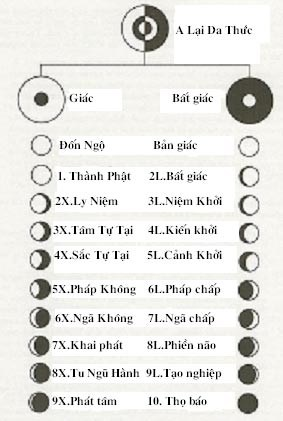 A Lại Da Thức
Giác Bất giác
Đốn Ngộ Bản giác
1. Thành Phật 2L.Bất giác
2X.Ly Niệm 3L.Niệm Khởi
3X.Tám Tự Tại 4L.Kiến khởi
4X.Sắc Tự Tại 5L.Cảnh Khởi
5X.Pháp Không 6L.Pháp chấp
6X.Ngã Không 7L.Ngã chấp
7X.Khai phát 8L.Phiền não
8X.Tu Ngũ Hành 9L.Tạo nghiệp
9X.Phát tâm 10. Thọ báo